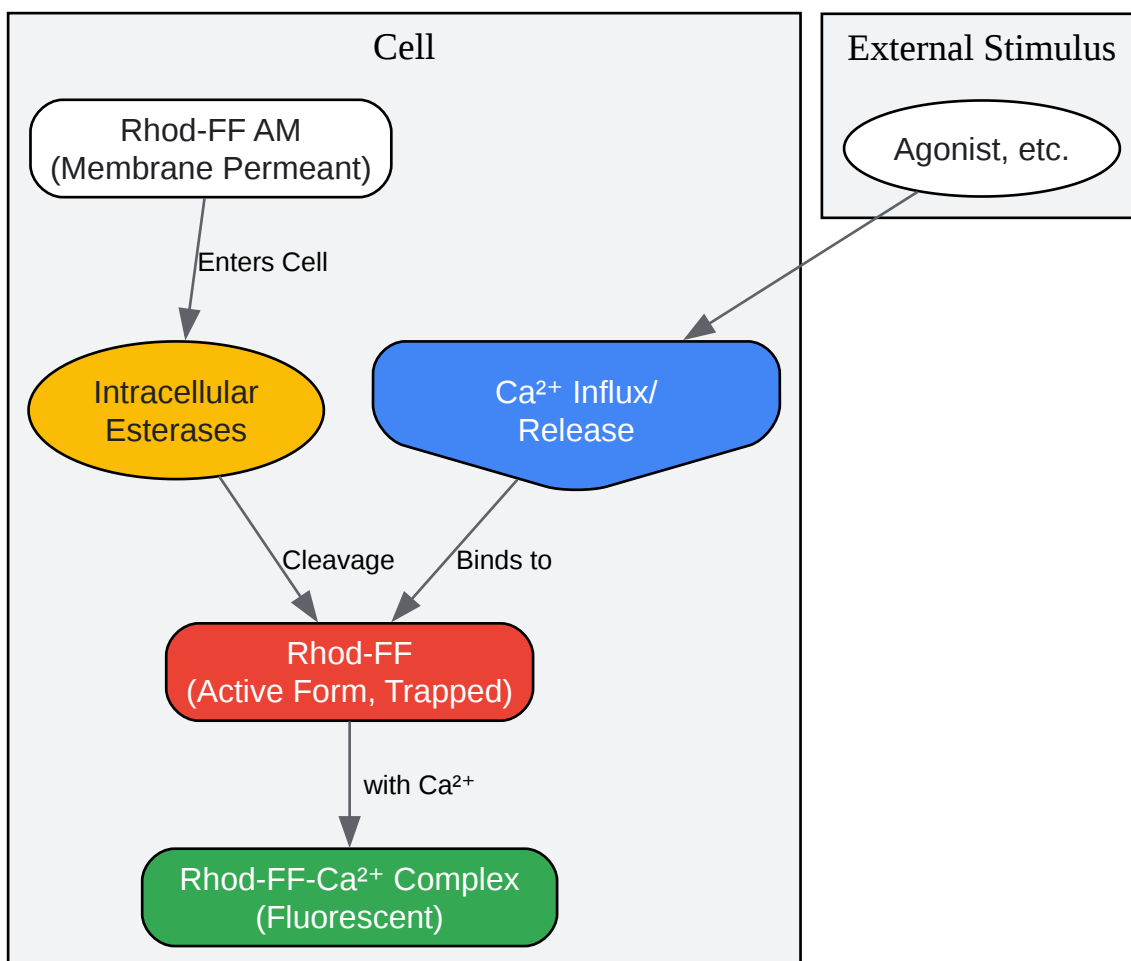 Cell
External Stimulus
Rhod-FF AM
(Membrane Permeant)
Agonist, etc.
Enters Cell
Intracellular
Esterases
Ca²⁺ Influx/
Release
Cleavage
Binds to
Rhod-FF
(Active Form, Trapped)
with Ca²⁺
Rhod-FF-Ca²⁺ Complex
(Fluorescent)